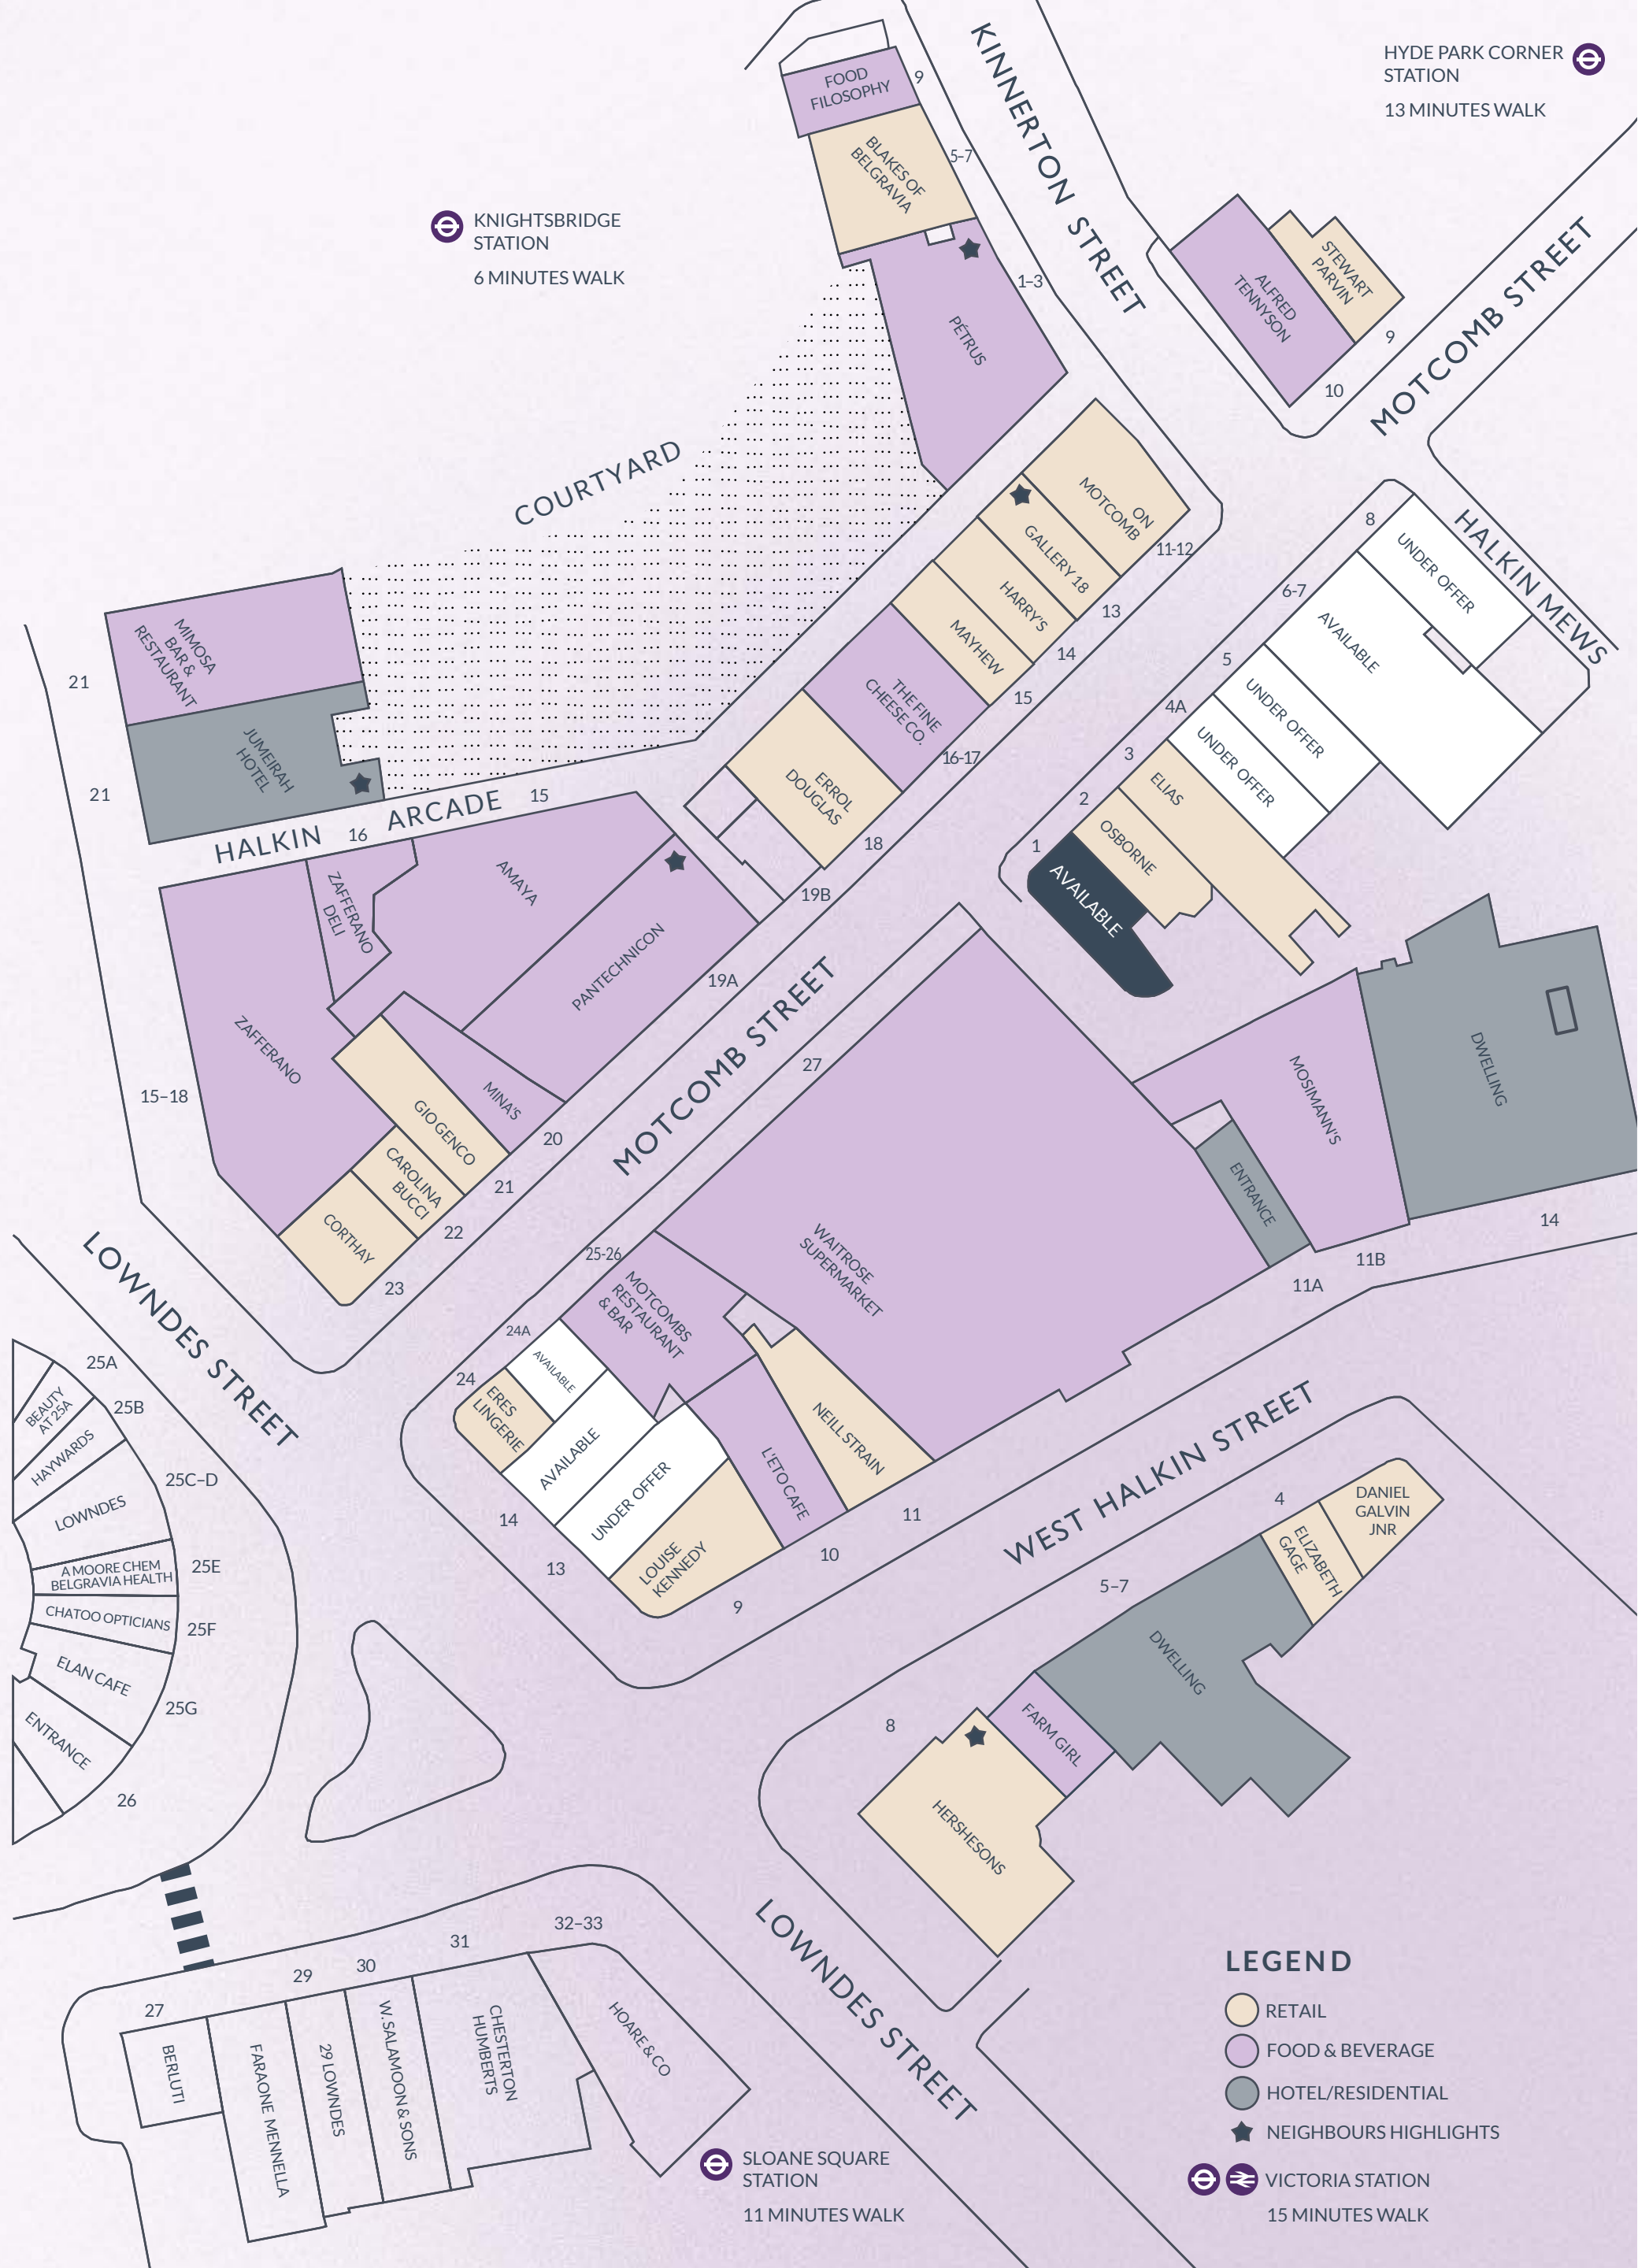 HYDE PARK CORNER
STATION
13 MINUTES WALK
KINNERTON STREET
FOOD
FILOSOPHY
9
BLAKES OF
BELGRAVIA
5-7
KNIGHTSBRIDGE
STATION
6 MINUTES WALK
1-3
PÉTRUS
STEWART
PARVIN
ALFRED
TENNYSON
9
10
MOTCOMB STREET
COURTYARD
ON
MOTCOMB
11-12
GALLERY 18
13
HARRY'S
14
MAYHEW
15
THE FINE
CHEESE CO.
16-17
ERROL
DOUGLAS
18
19B
HALKIN MEWS
8
UNDER OFFER
6-7
AVAILABLE
5
UNDER OFFER
4A
UNDER OFFER
3
ELIAS
2
OSBORNE
1
AVAILABLE
21
MIMOSA
BAR &
RESTAURANT
21
JUMEIRAH
HOTEL
HALKIN ARCADE
16
15
ZAFFERANO
DELI
AMAYA
PANTECHNICON
19A
ZAFFERANO
15–18
MINA'S
20
GIO GENCO
21
CAROLINA
BUCCI
22
CORTHAY
23
MOTCOMB STREET
27
WAITROSE
SUPERMARKET
MOSIMANN'S
DWELLING
ENTRANCE
14
11B
11A
25-26
MOTCOMBS
RESTAURANT
& BAR
24A
AVAILABLE
24
ERES
LINGERIE
AVAILABLE
14
UNDER OFFER
13
LOUISE
KENNEDY
9
L'ETO CAFE
10
NEILL STRAIN
11
LOWNDES STREET
25A
BEAUTY
AT 25A
25B
HAYWARDS
25C–D
LOWNDES
A MOORE CHEM
BELGRAVIA HEALTH
25E
CHATOO OPTICIANS
25F
ELAN CAFE
25G
ENTRANCE
26
WEST HALKIN STREET
DANIEL
GALVIN
JNR
4
ELIZABETH
GAGE
5–7
DWELLING
FARM GIRL
8
HERSHESONS
LOWNDES STREET
27
BERLUTI
FARAONE MENNELLA
29
29 LOWNDES
30
W. SALAMOON & SONS
31
CHESTERTON
HUMBERTS
32–33
HOARE & CO
SLOANE SQUARE
STATION
11 MINUTES WALK
LEGEND
RETAIL
FOOD & BEVERAGE
HOTEL/RESIDENTIAL
NEIGHBOURS HIGHLIGHTS
VICTORIA STATION
15 MINUTES WALK